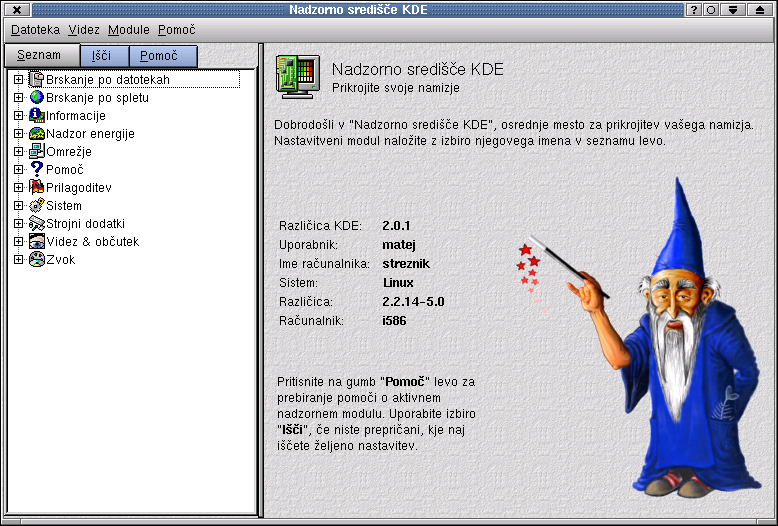 Nadzorno središče KDE
Datoteka Videz Module Pomoč
Seznam Išči Pomoč
Brskanje po datotekah
Brskanje po spletu
Informacije
Nadzor energije
Omrežje
Pomoč
Prilagoditev
Sistem
Strojni dodatki
Videz & občutek
Zvok
Nadzorno središče KDE
Prikrojite svoje namizje
Dobrodošli v "Nadzorno središče KDE", osrednje mesto za prikrojitev vašega namizja.
Nastavitveni modul naložite z izbiro njegovega imena v seznamu levo.
Različica KDE: 2.0.1
Uporabnik: matej
Ime računalnika: streznik
Sistem: Linux
Različica: 2.2.14-5.0
Računalnik: i586
Pritisnite na gumb "Pomoč" levo za
prebiranje pomoči o aktivnem
nadzornem modulu. Uporabite izbiro
"Išči", če niste prepričani, kje naj
iščete željeno nastavitev.